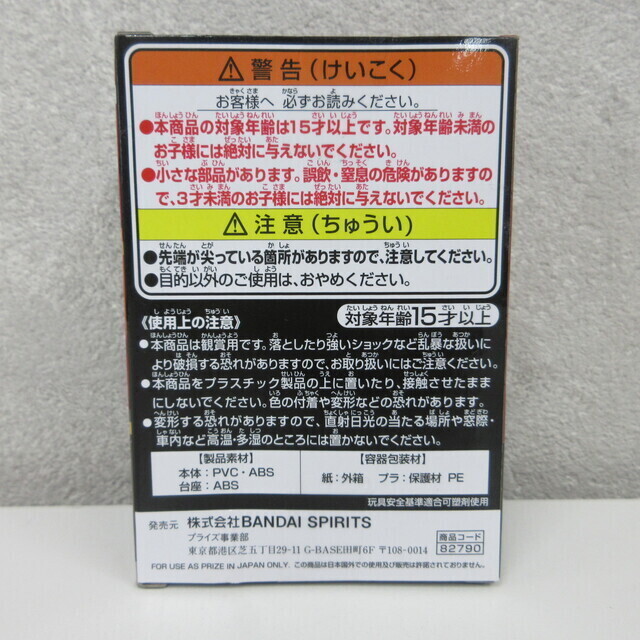 ⚠ 警告（けいこく）
お客様へ 必ずお読みください。
●本商品の対象年齢は15才以上です。対象年齢未満の
お子様には絶対に与えないでください。
●小さな部品があります。誤飲・窒息の危険がありますの
で、3才未満のお子様には絶対に与えないでください。
⚠ 注意（ちゅうい）
●先端が尖っている箇所がありますので、注意してください。
●目的以外のご使用は、おやめください。
《使用上の注意》
対象年齢15才以上
●本商品は観賞用です。落としたり強いショックなど乱暴な扱いに
より破損する恐れがありますので、お取り扱いにはご注意ください。
●本商品をプラスチック製品の上に置いたり、接触させたまま
にしないでください。色の付着や変形などの恐れがあります。
●変形する恐れがありますので、直射日光の当たる場所や窓際・
車内など高温・多湿のところには置かないでください。
【製品素材】
本体：PVC・ABS
台座：ABS
【容器包装材】
紙：外箱 プラ：保護材 PE
玩具安全基準適合可塑剤使用
発売元 株式会社BANDAI SPIRITS
プライズ事業部
東京都港区芝五丁目29-11 G-BASE田町6F 〒108-0014
商品コード
82790
FOR USE AS PRIZE IN JAPAN ONLY. この商品は日本国外での使用及び販売は許諾されておりません。